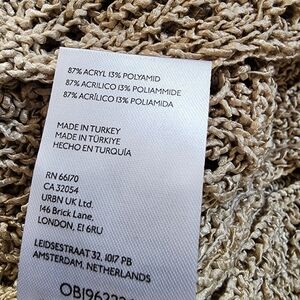 87% ACRYL 13% POLYAMID
87% ACRILICO 13% POLIAMMIDE
87% ACRÍLICO 13% POLIAMIDA
MADE IN TURKEY
MADE IN TÜRKIYE
HECHO EN TURQUÍA
RN 66170
CA 32054
URBN UK Ltd.
146 Brick Lane,
LONDON, E1 6RU
LEIDSESTRAAT 32, 1017 PB
AMSTERDAM, NETHERLANDS